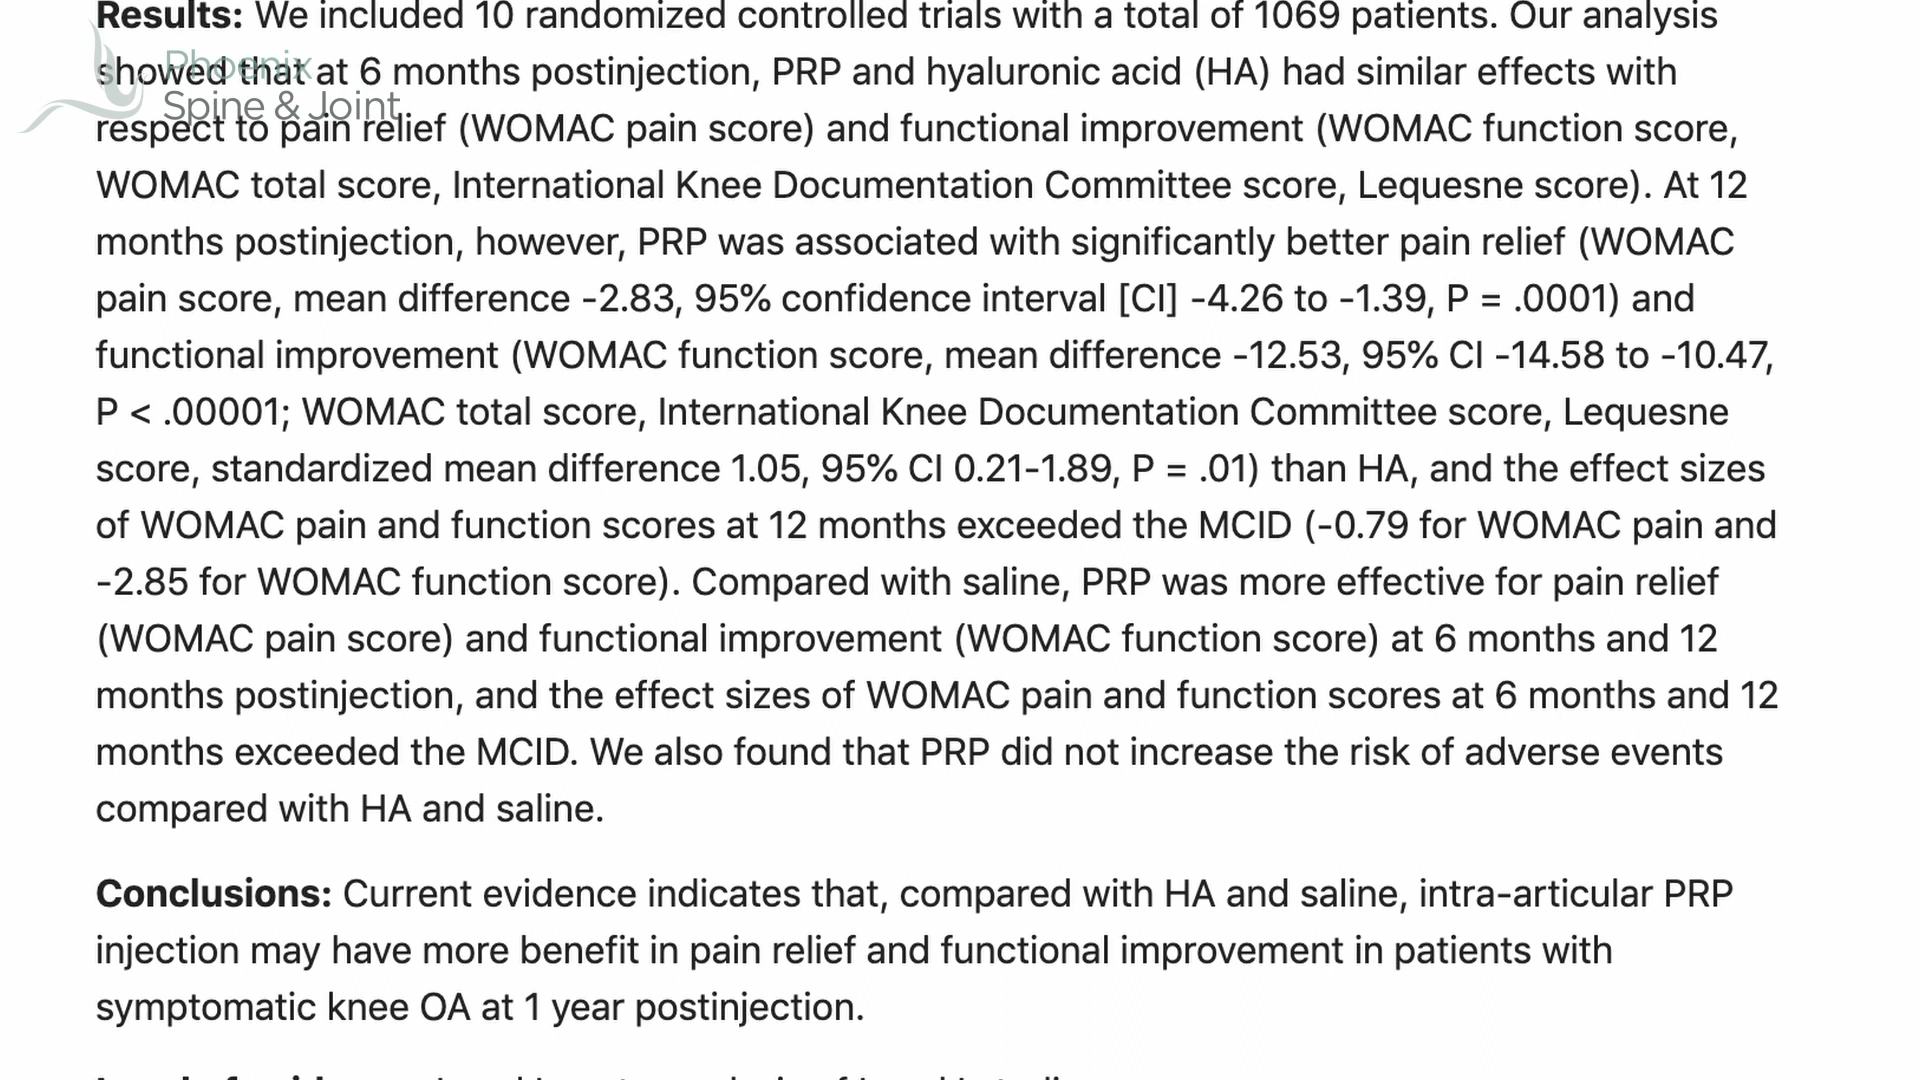 Results: We included 10 randomized controlled trials with a total of 1069 patients. Our analysis
showed that at 6 months postinjection, PRP and hyaluronic acid (HA) had similar effects with
respect to pain relief (WOMAC pain score) and functional improvement (WOMAC function score,
WOMAC total score, International Knee Documentation Committee score, Lequesne score). At 12
months postinjection, however, PRP was associated with significantly better pain relief (WOMAC
pain score, mean difference -2.83, 95% confidence interval [CI] -4.26 to -1.39, P = .0001) and
functional improvement (WOMAC function score, mean difference -12.53, 95% CI -14.58 to -10.47,
P < .00001; WOMAC total score, International Knee Documentation Committee score, Lequesne
score, standardized mean difference 1.05, 95% CI 0.21-1.89, P = .01) than HA, and the effect sizes
of WOMAC pain and function scores at 12 months exceeded the MCID (-0.79 for WOMAC pain and
-2.85 for WOMAC function score). Compared with saline, PRP was more effective for pain relief
(WOMAC pain score) and functional improvement (WOMAC function score) at 6 months and 12
months postinjection, and the effect sizes of WOMAC pain and function scores at 6 months and 12
months exceeded the MCID. We also found that PRP did not increase the risk of adverse events
compared with HA and saline.
Conclusions: Current evidence indicates that, compared with HA and saline, intra-articular PRP
injection may have more benefit in pain relief and functional improvement in patients with
symptomatic knee OA at 1 year postinjection.
Phoenix
Spine & Joint